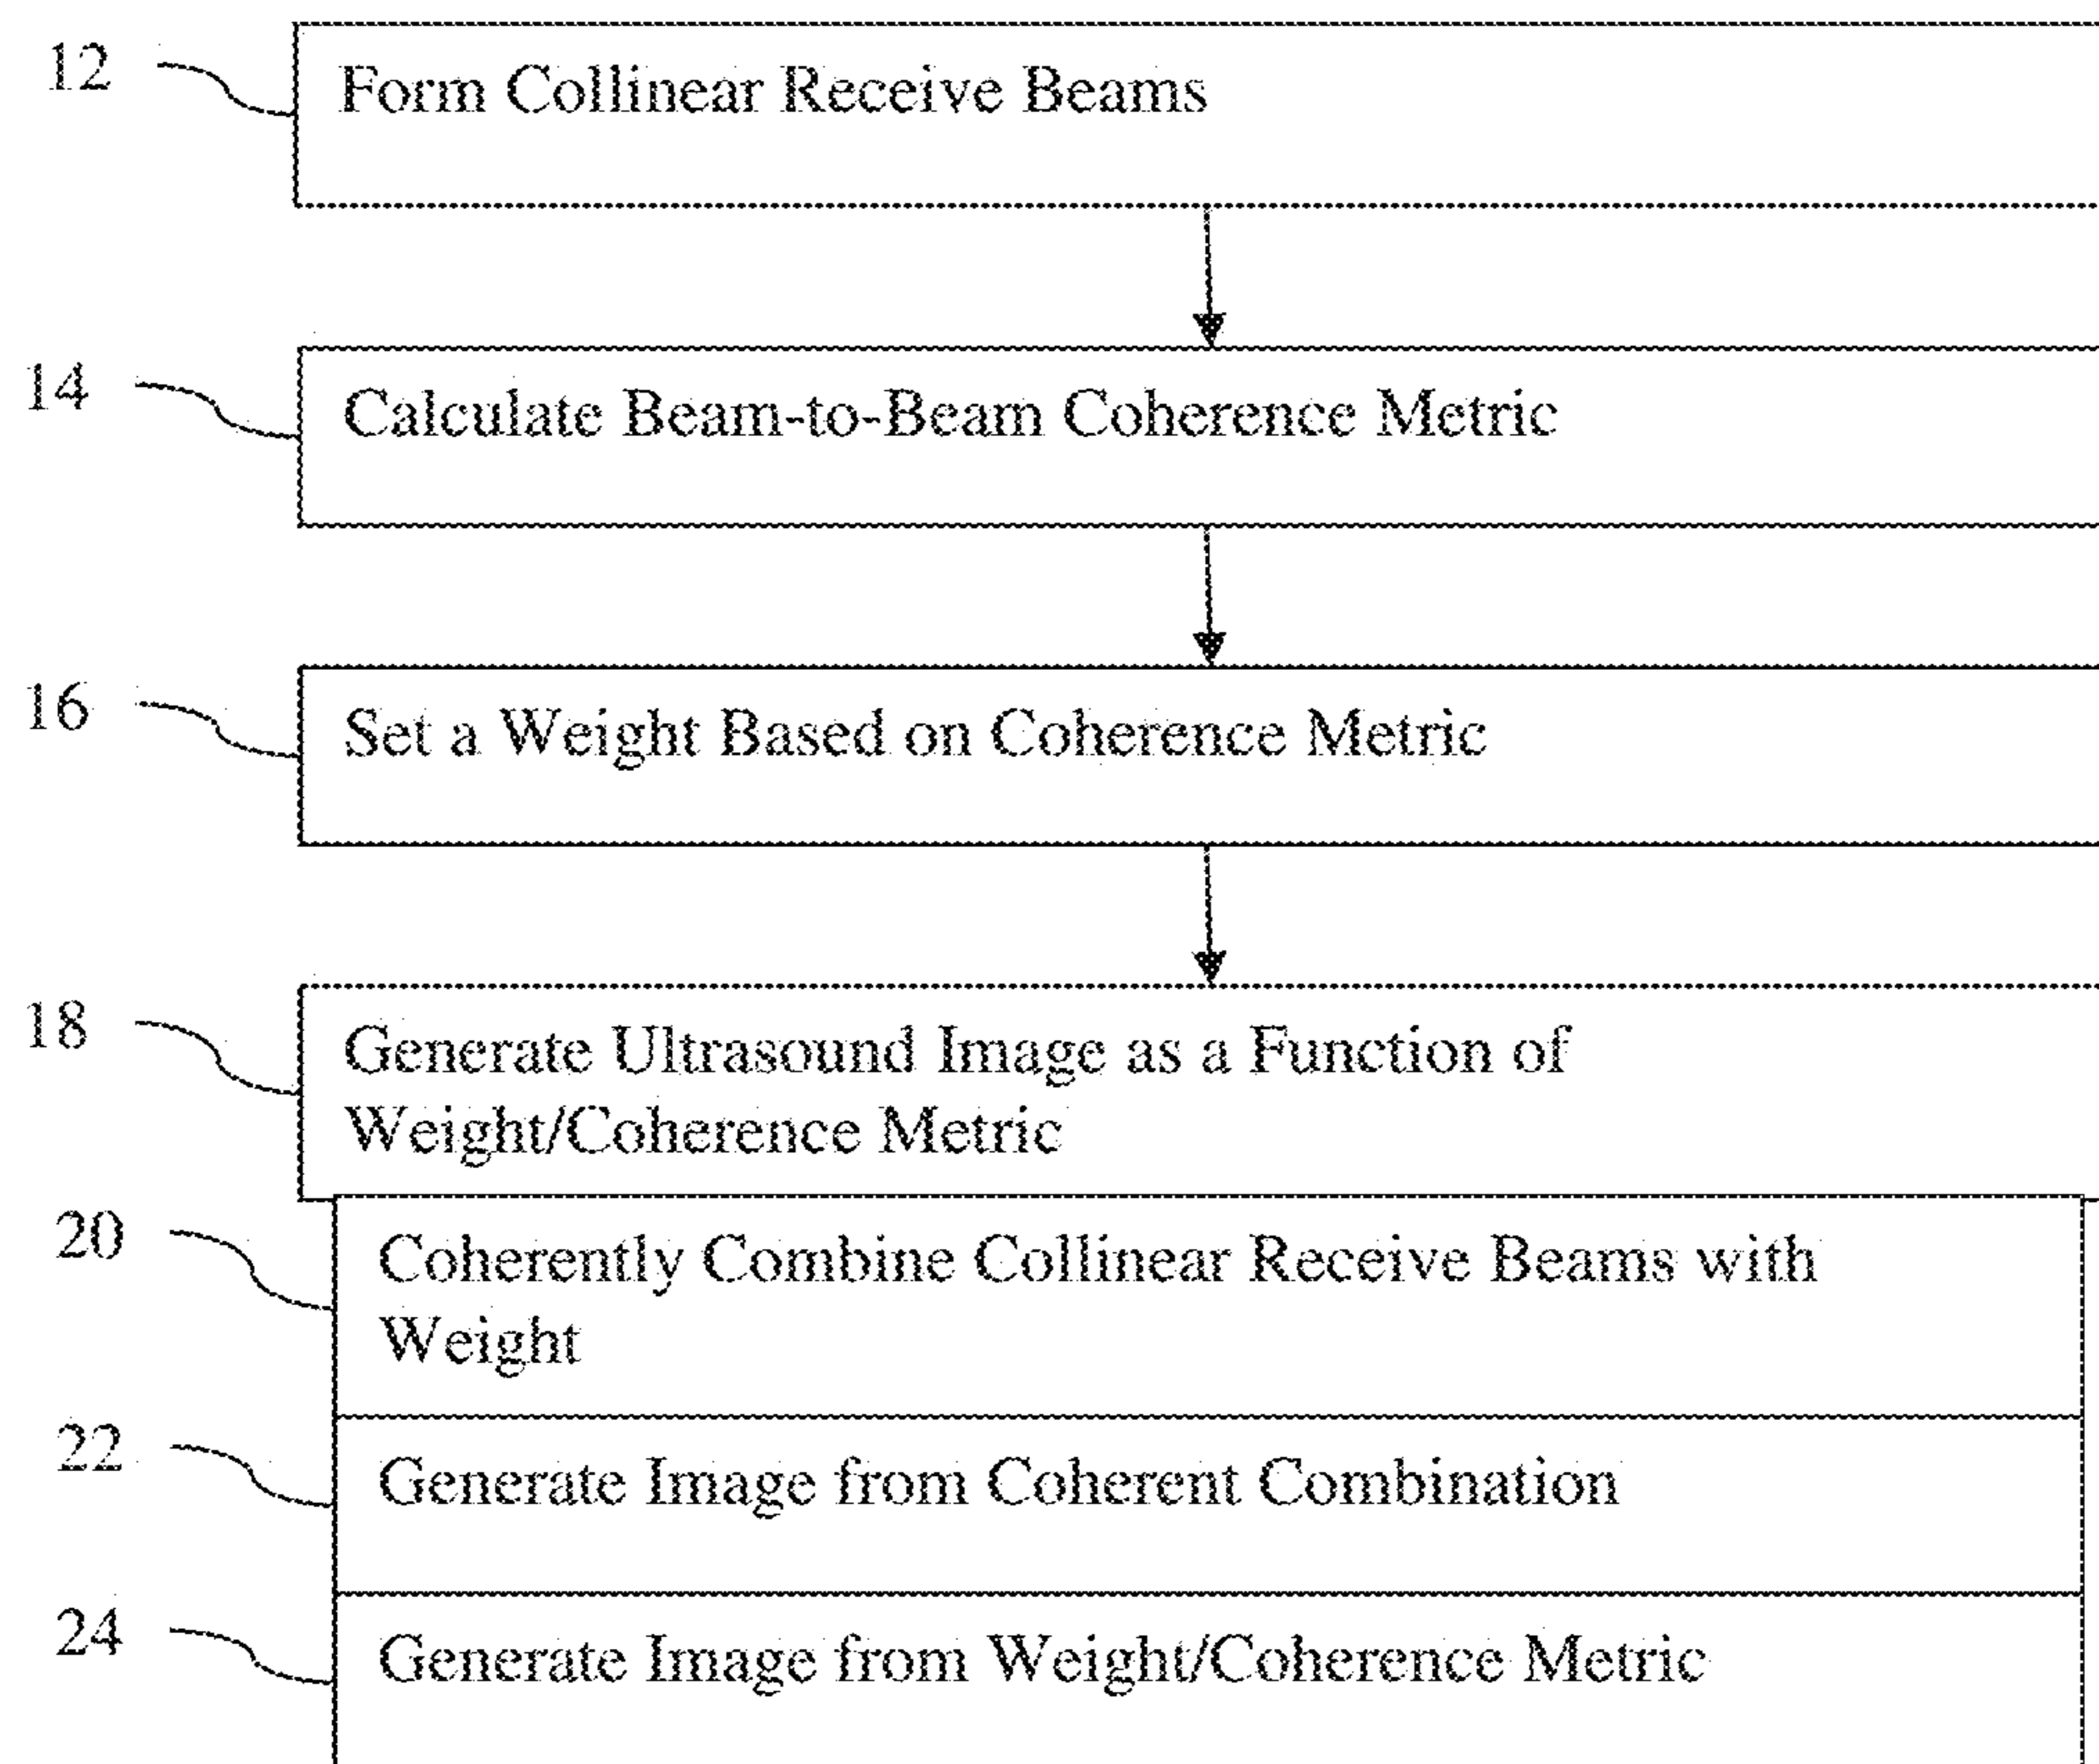 12
Form Collinear Receive Beams
14
Calculate Beam-to-Beam Coherence Metric
16
Set a Weight Based on Coherence Metric
18
Generate Ultrasound Image as a Function of
Weight/Coherence Metric
20
Coherently Combine Collinear Receive Beams with
Weight
22
Generate Image from Coherent Combination
24
Generate Image from Weight/Coherence Metric